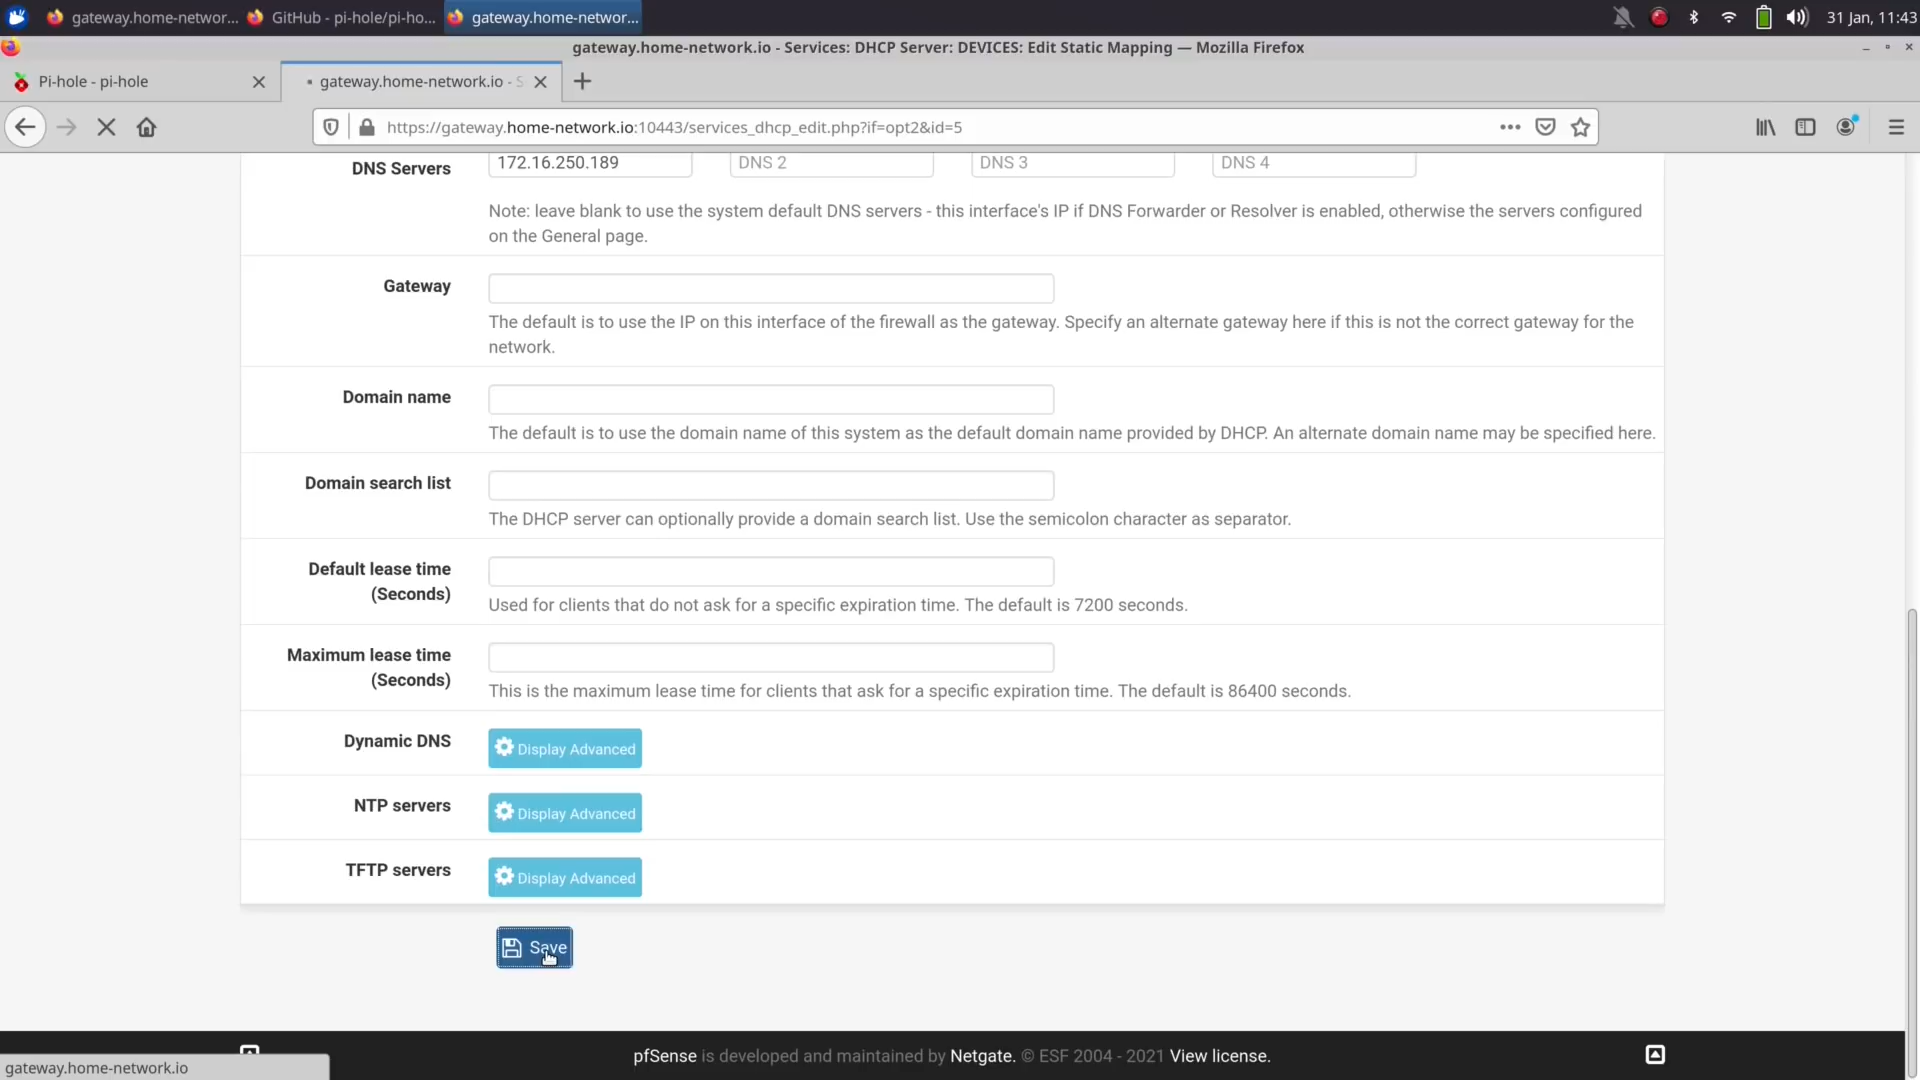 gateway.home-networ...
GitHub - pi-hole/pi-ho...
gateway.home-networ...
31 Jan, 11:43
gateway.home-network.io - Services: DHCP Server: DEVICES: Edit Static Mapping — Mozilla Firefox
Pi-hole - pi-hole
gateway.home-network.io - S
https://gateway.home-network.io:10443/services_dhcp_edit.php?if=opt2&id=5
DNS Servers
172.16.250.189
DNS 2
DNS 3
DNS 4
Note: leave blank to use the system default DNS servers - this interface's IP if DNS Forwarder or Resolver is enabled, otherwise the servers configured
on the General page.
Gateway
The default is to use the IP on this interface of the firewall as the gateway. Specify an alternate gateway here if this is not the correct gateway for the
network.
Domain name
The default is to use the domain name of this system as the default domain name provided by DHCP. An alternate domain name may be specified here.
Domain search list
The DHCP server can optionally provide a domain search list. Use the semicolon character as separator.
Default lease time
(Seconds)
Used for clients that do not ask for a specific expiration time. The default is 7200 seconds.
Maximum lease time
(Seconds)
This is the maximum lease time for clients that ask for a specific expiration time. The default is 86400 seconds.
Dynamic DNS
Display Advanced
NTP servers
Display Advanced
TFTP servers
Display Advanced
Save
pfSense is developed and maintained by Netgate. © ESF 2004 - 2021 View license.
gateway.home-network.io